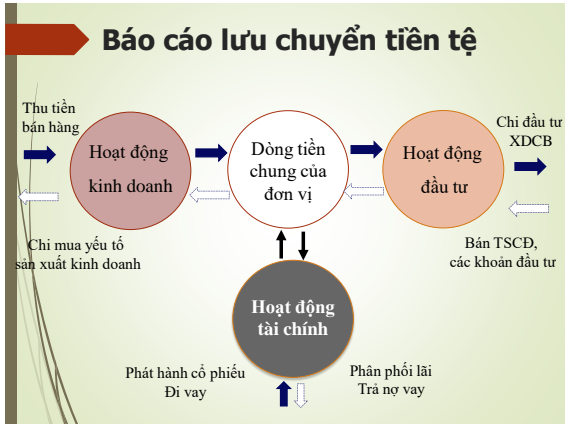 Báo cáo lưu chuyển tiền tệ
Thu tiền
bán hàng
Hoạt động
kinh doanh
Dòng tiền
chung của
đơn vị
Hoạt động
đầu tư
Chi đầu tư
XDCB
Chi mua yếu tố
sản xuất kinh doanh
Bán TSCĐ,
các khoản đầu tư
Hoạt động
tài chính
Phát hành cổ phiếu
Đi vay
Phân phối lãi
Trả nợ vay